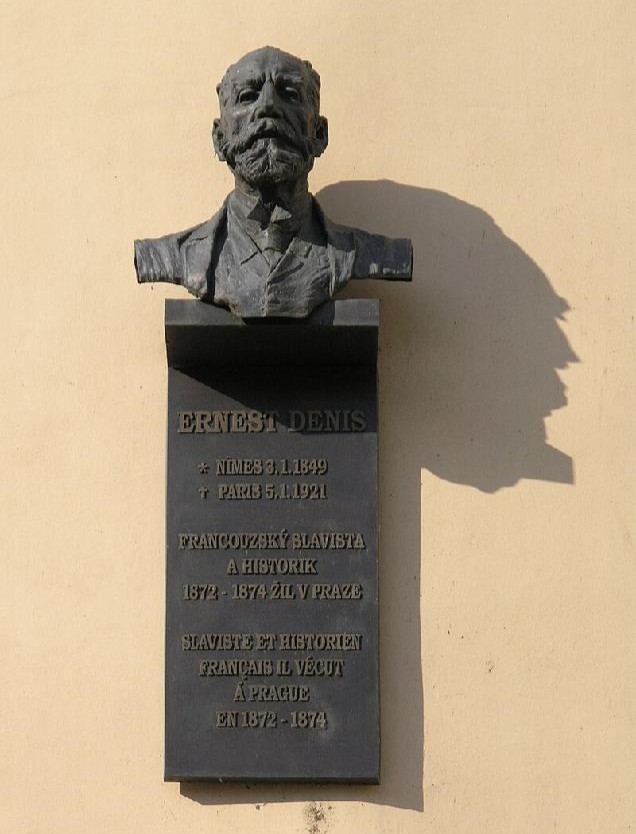 ERNEST DENIS
* NÎMES 3.1.1849
† PARIS 5.1.1921
FRANCOUZSKÝ SLAVISTA
A HISTORIK
1872 - 1874 ŽIL V PRAZE
SLAVISTE ET HISTORIEN
FRANÇAIS IL VÉCUT
Á PRAGUE
EN 1872 - 1874